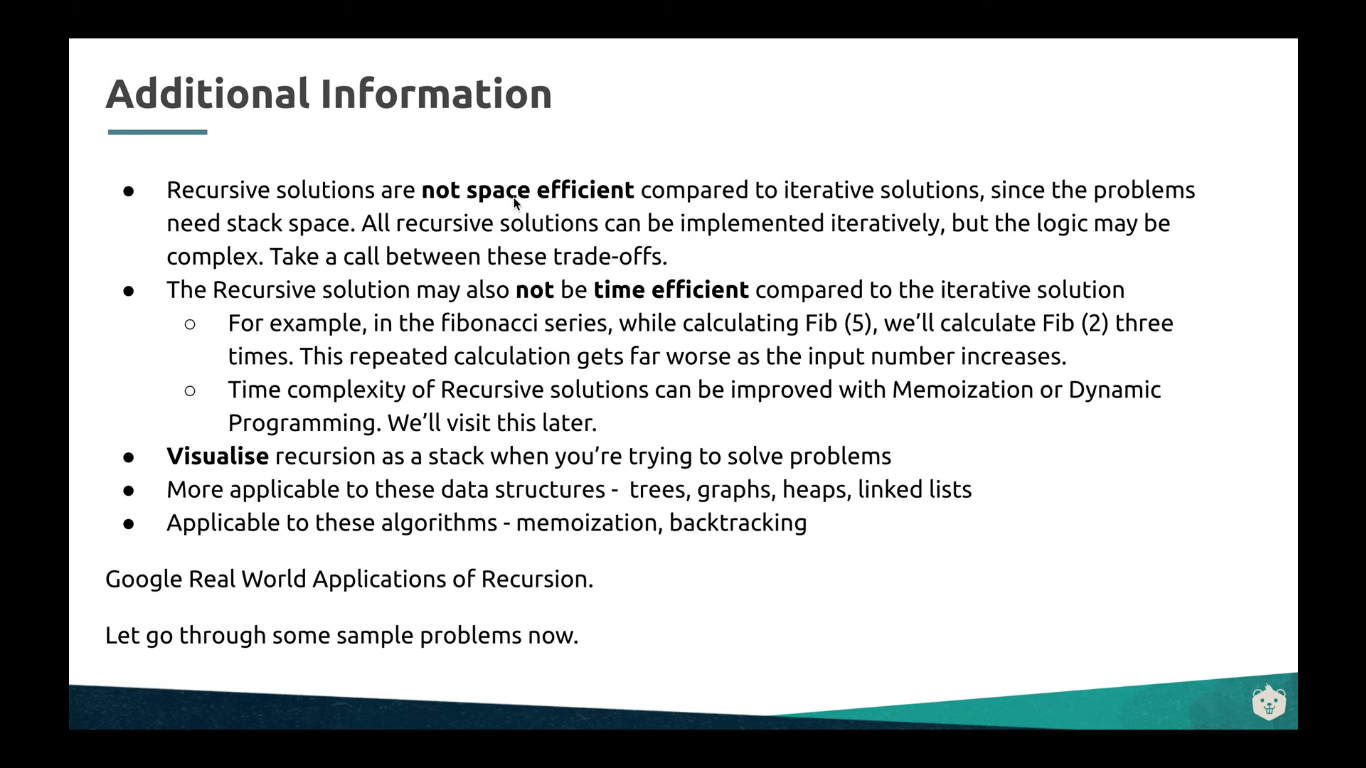 Additional Information
● Recursive solutions are not space efficient compared to iterative solutions, since the problems
need stack space. All recursive solutions can be implemented iteratively, but the logic may be
complex. Take a call between these trade-offs.
● The Recursive solution may also not be time efficient compared to the iterative solution
○ For example, in the fibonacci series, while calculating Fib (5), we’ll calculate Fib (2) three
times. This repeated calculation gets far worse as the input number increases.
○ Time complexity of Recursive solutions can be improved with Memoization or Dynamic
Programming. We’ll visit this later.
● Visualise recursion as a stack when you’re trying to solve problems
● More applicable to these data structures - trees, graphs, heaps, linked lists
● Applicable to these algorithms - memoization, backtracking
Google Real World Applications of Recursion.
Let go through some sample problems now.